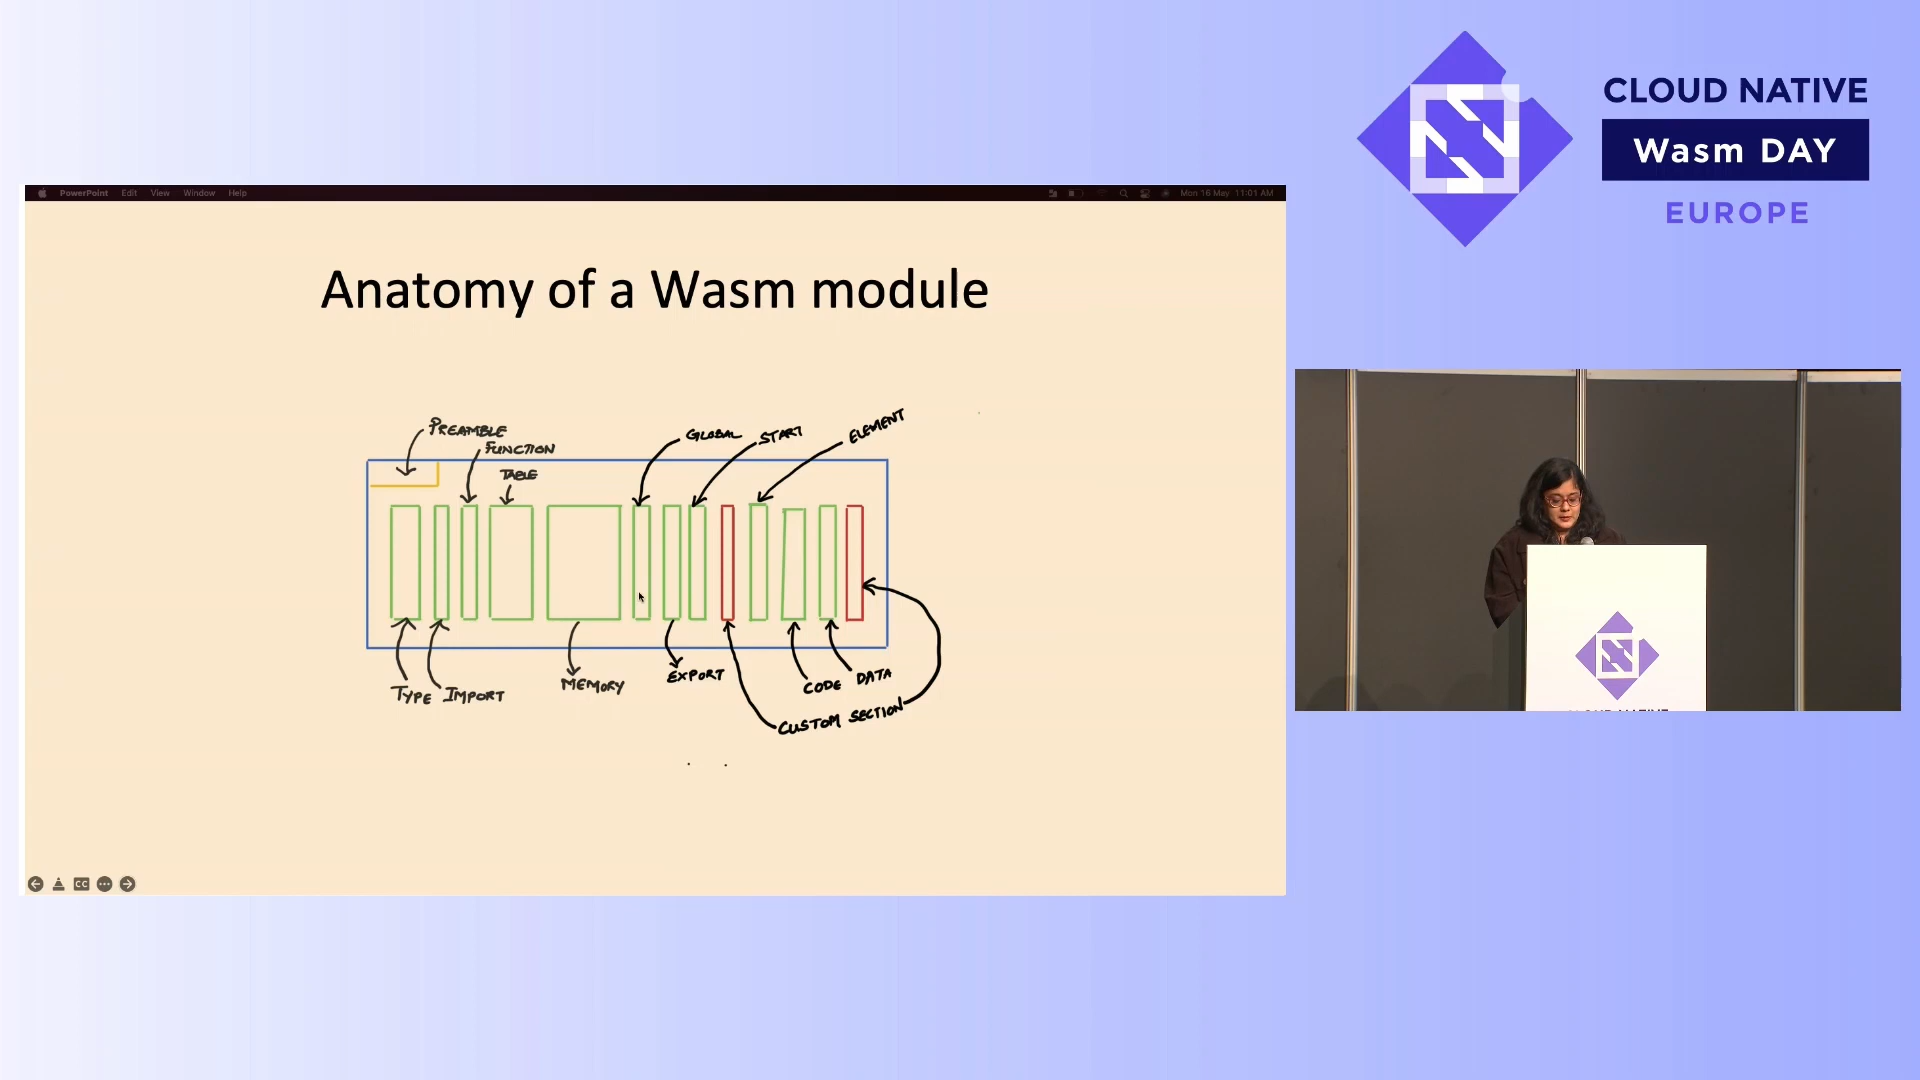 CLOUD NATIVE
Wasm DAY
EUROPE
PowerPoint Edit View Window Help
Mon 16 May 11:01 AM
Anatomy of a Wasm module
PREAMBLE
FUNCTION
TABLE
GLOBAL
START
ELEMENT
TYPE
IMPORT
MEMORY
EXPORT
CODE
DATA
CUSTOM SECTION
CC